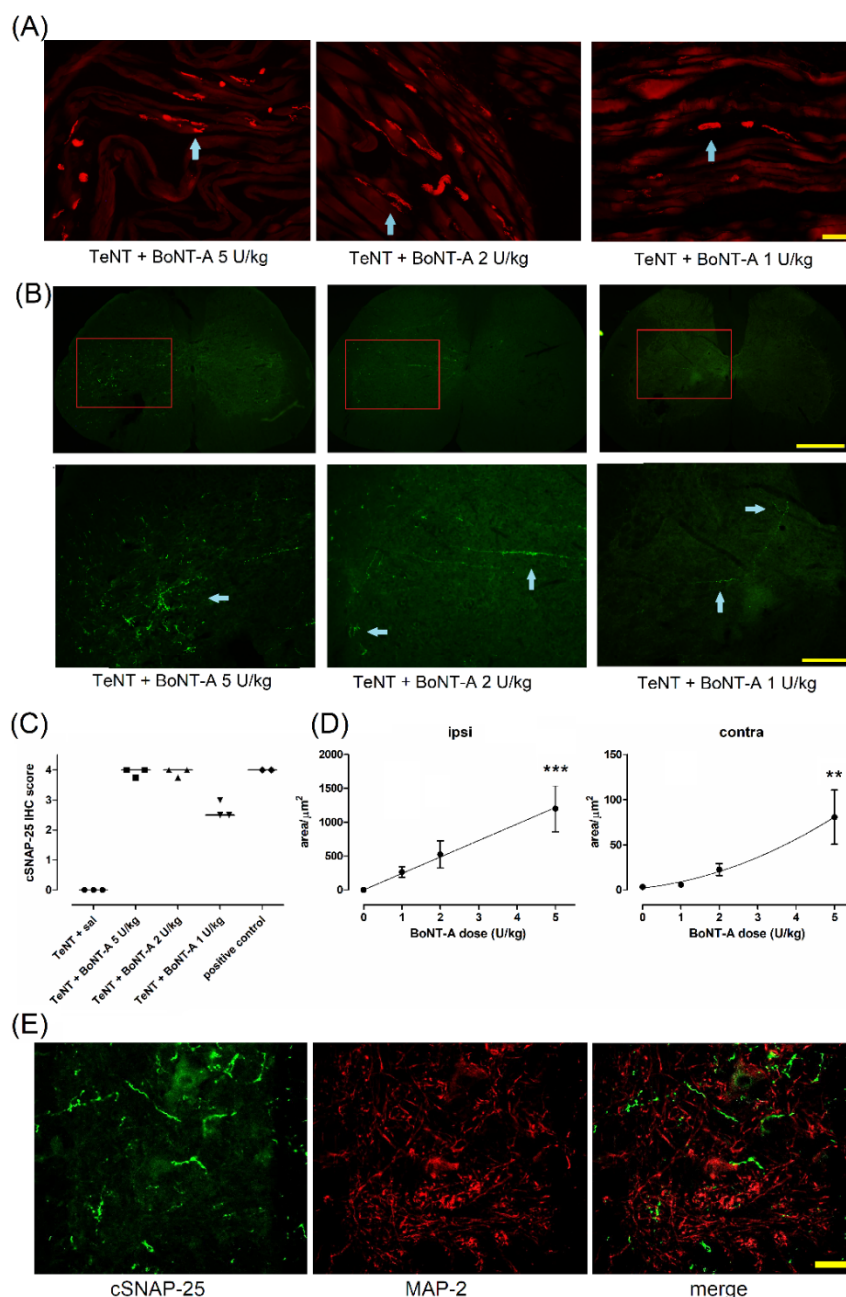 (A)
TeNT + BoNT-A 5 U/kg
TeNT + BoNT-A 2 U/kg
TeNT + BoNT-A 1 U/kg
(B)
TeNT + BoNT-A 5 U/kg
TeNT + BoNT-A 2 U/kg
TeNT + BoNT-A 1 U/kg
(C)
cSNAP-25 IHC score
4
3
2
1
0
TeNT + sal
TeNT + BoNT-A 5 U/kg
TeNT + BoNT-A 2 U/kg
TeNT + BoNT-A 1 U/kg
positive control
(D)
ipsi
area/μm²
2000
1500
1000
500
0
***
0 1 2 3 4 5
BoNT-A dose (U/kg)
contra
area/μm²
150
100
50
0
**
0 1 2 3 4 5
BoNT-A dose (U/kg)
(E)
cSNAP-25
MAP-2
merge